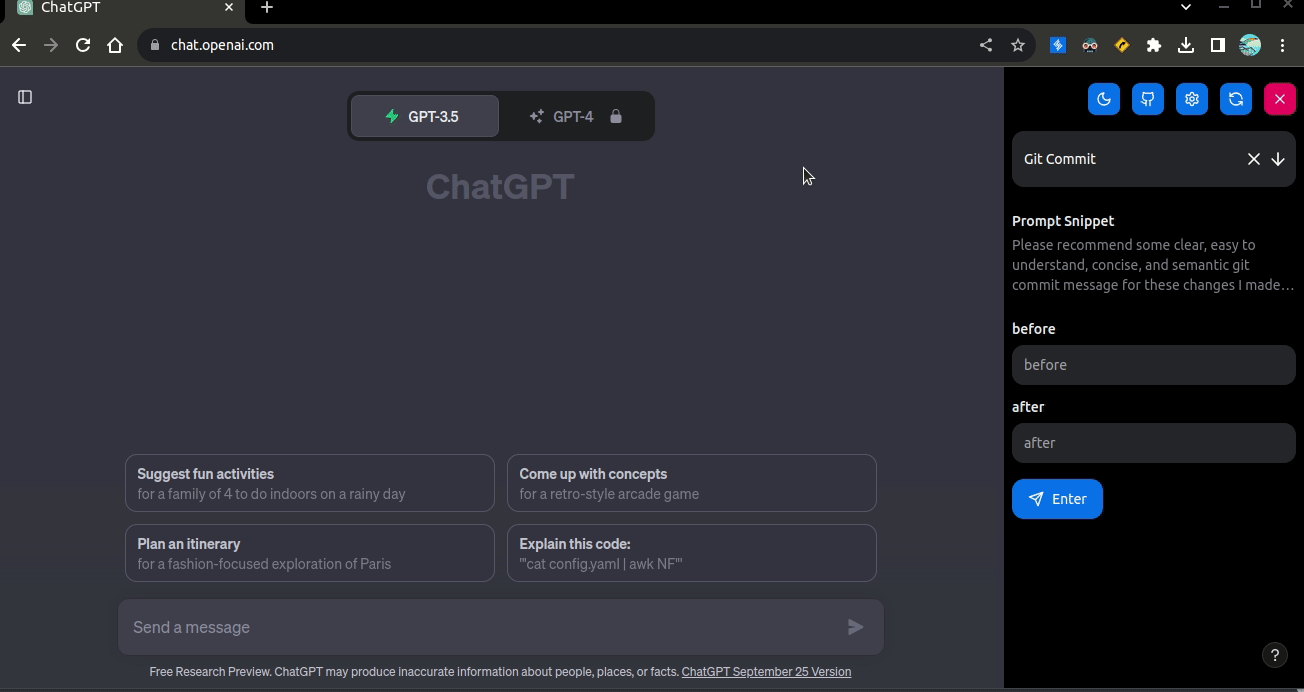 ChatGPT
chat.openai.com
GPT-3.5
GPT-4
ChatGPT
Suggest fun activities
for a family of 4 to do indoors on a rainy day
Come up with concepts
for a retro-style arcade game
Plan an itinerary
for a fashion-focused exploration of Paris
Explain this code:
"'cat config.yaml | awk NF'"
Send a message
Free Research Preview. ChatGPT may produce inaccurate information about people, places, or facts. ChatGPT September 25 Version
Git Commit
Prompt Snippet
Please recommend some clear, easy to
understand, concise, and semantic git
commit message for these changes I made...
before
before
after
after
Enter
?